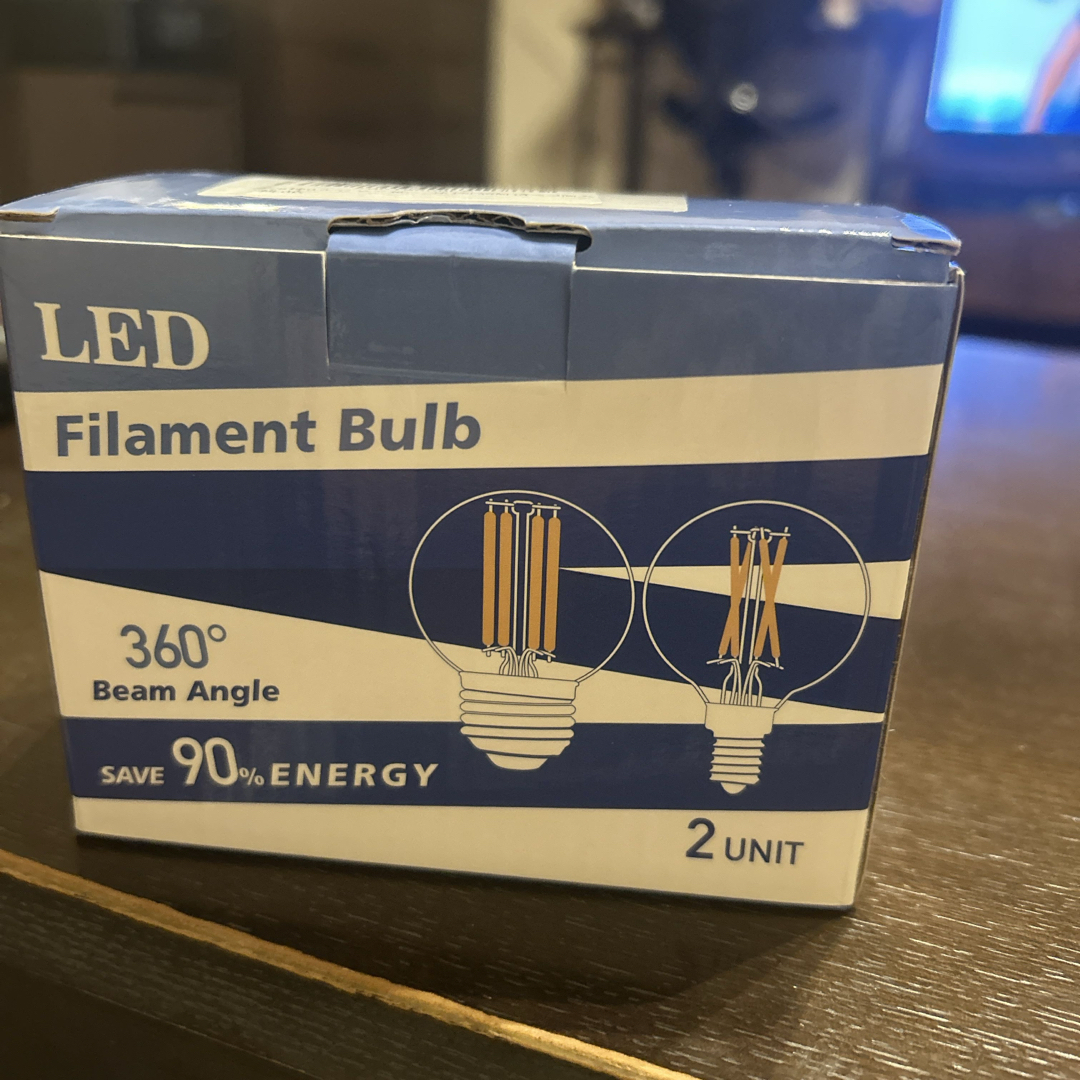 LED
Filament Bulb
360°
Beam Angle
SAVE 90% ENERGY
2 UNIT